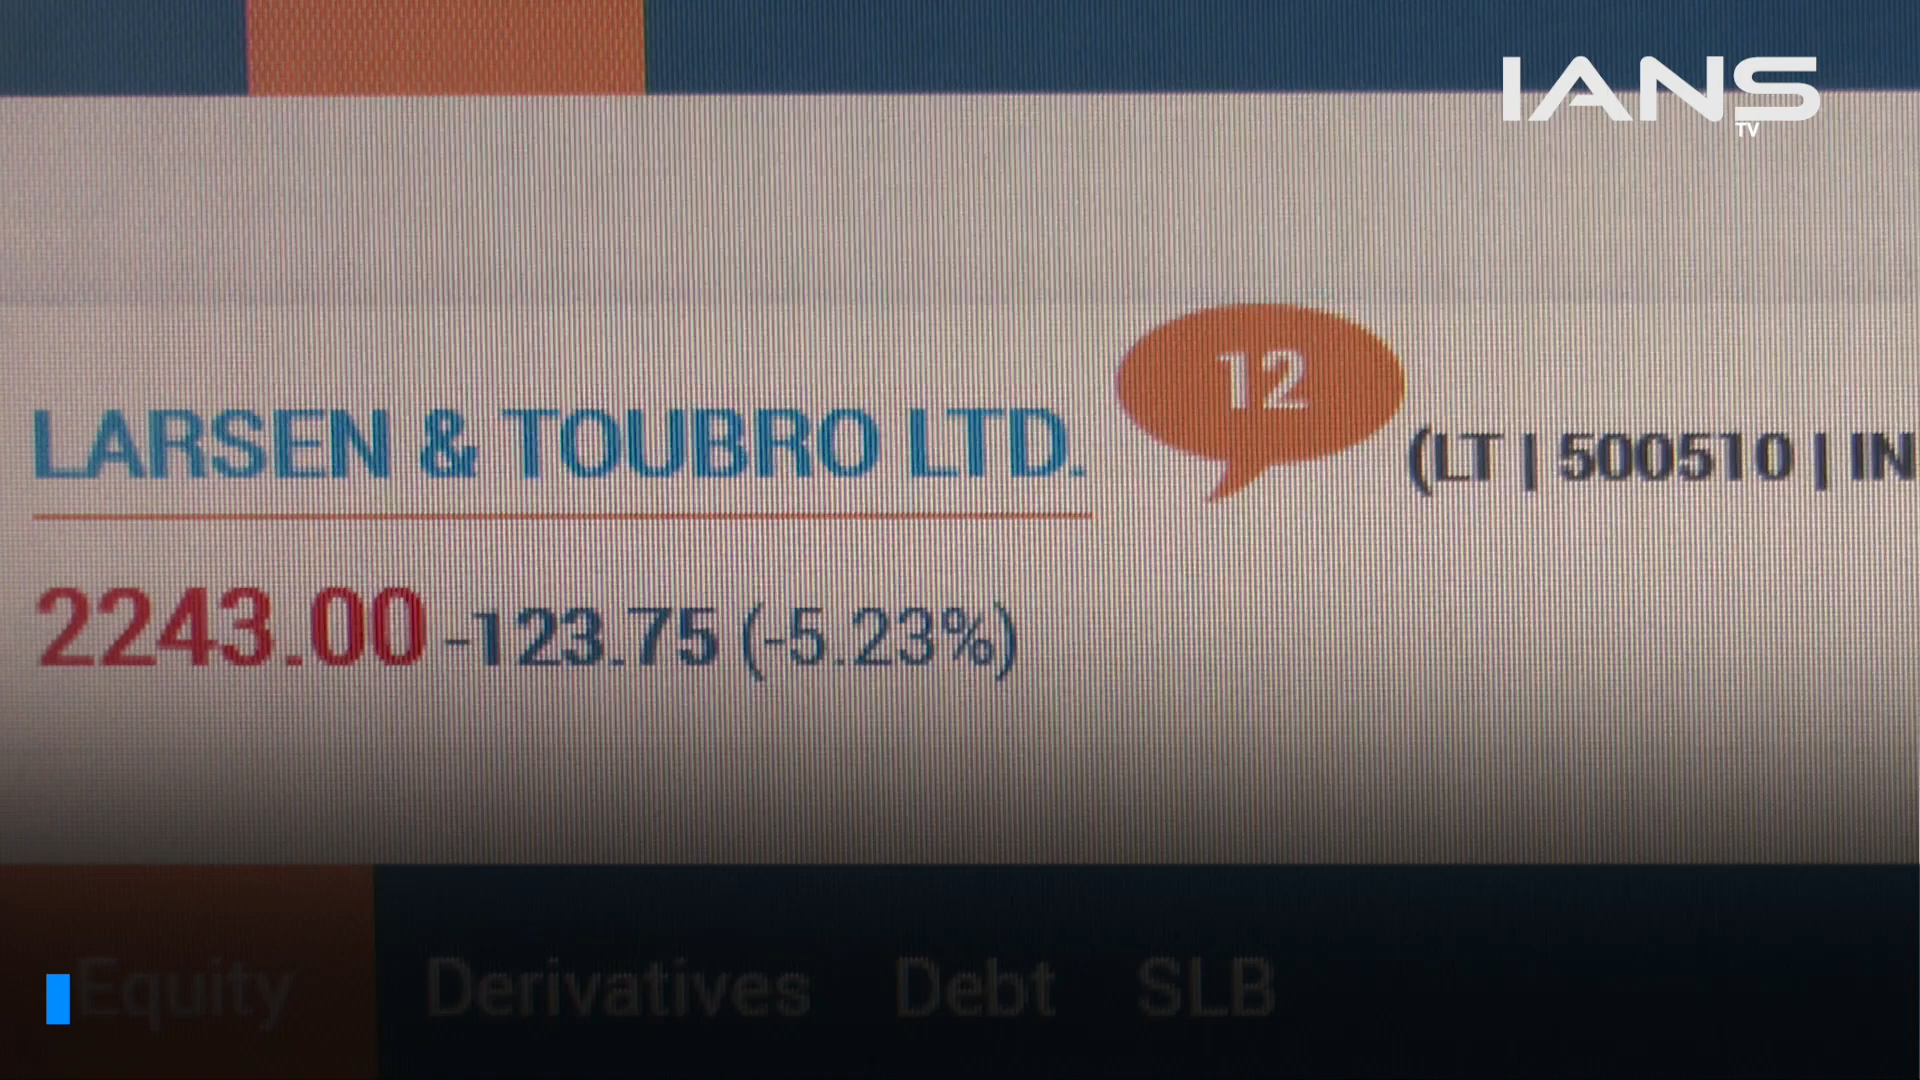 IANS
TV
12
LARSEN & TOUBRO LTD.
(LT | 500510 | IN
2243.00 -123.75 (-5.23%)
Equity Derivatives Debt SLB